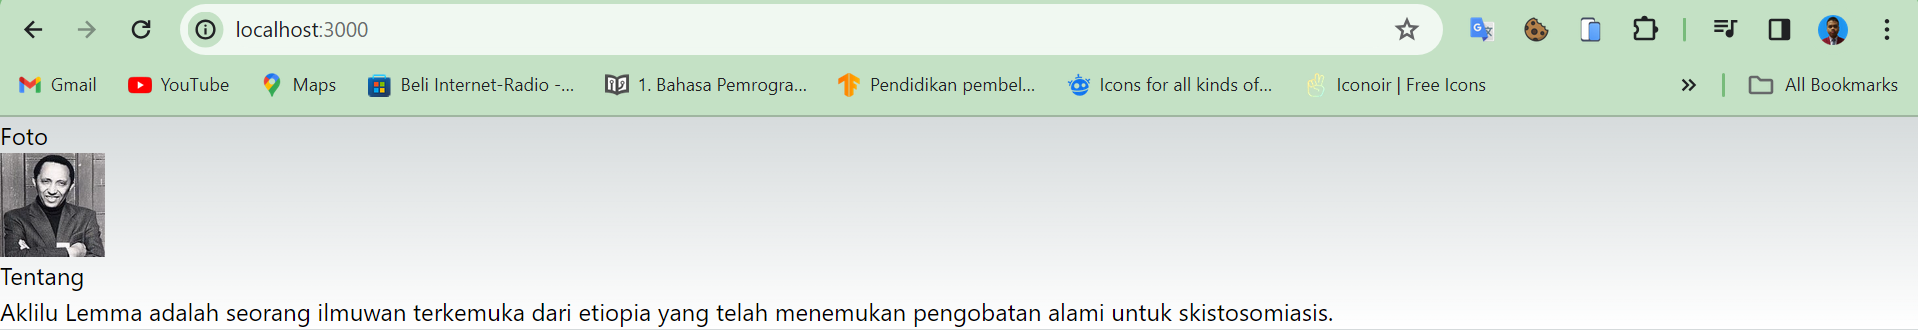 localhost:3000
Gmail YouTube Maps Beli Internet-Radio -... 1. Bahasa Pemrogra... Pendidikan pembel... Icons for all kinds of... Iconoir | Free Icons » All Bookmarks
Foto
Tentang
Aklilu Lemma adalah seorang ilmuwan terkemuka dari etiopia yang telah menemukan pengobatan alami untuk skistosomiasis.